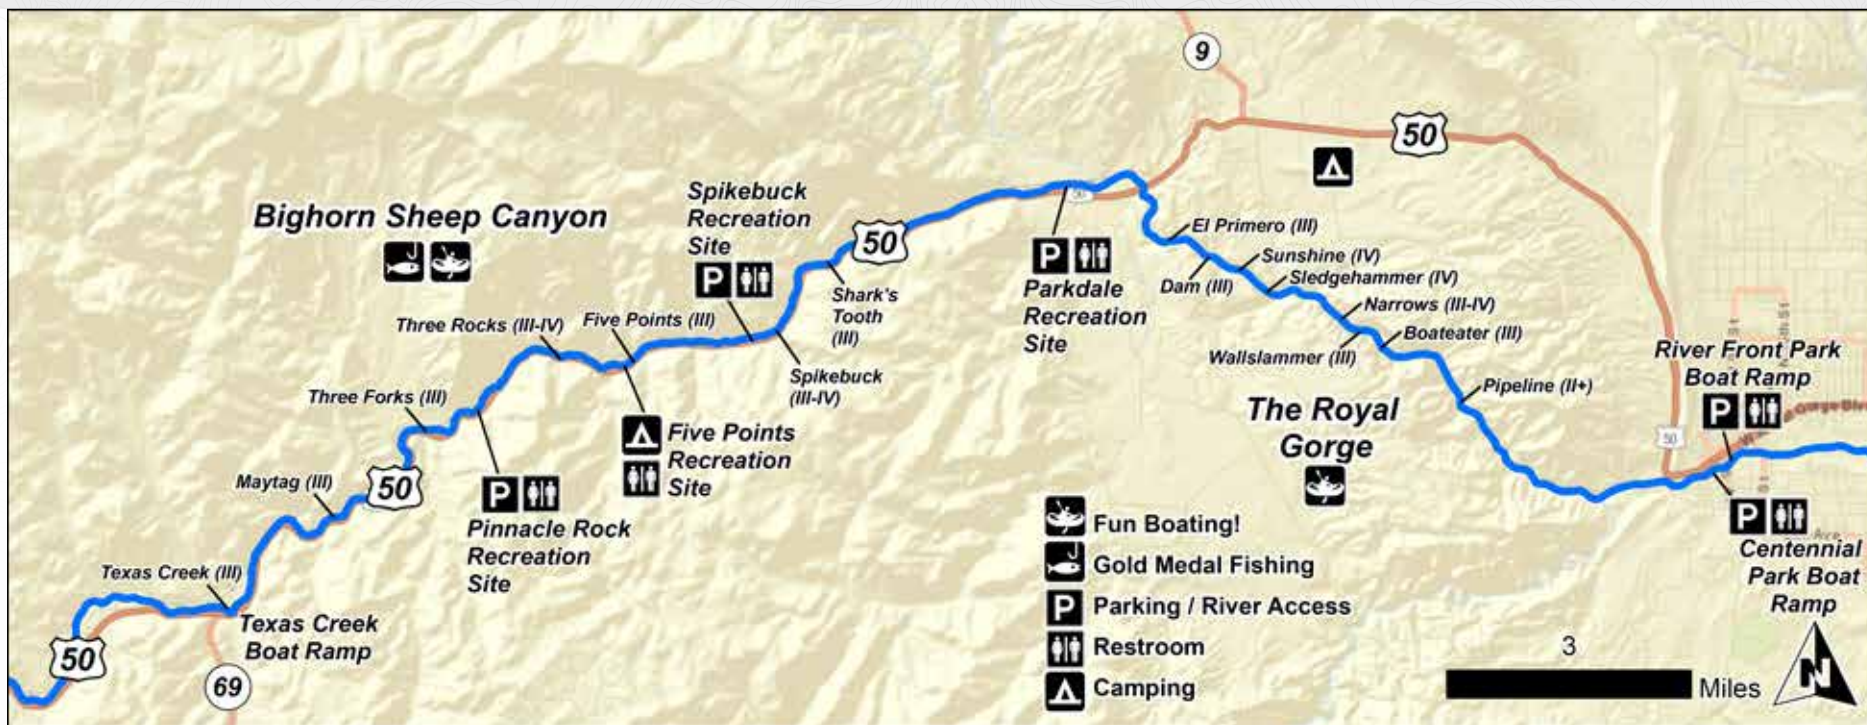 9
50
Bighorn Sheep Canyon
Spikebuck
Recreation
Site
P
50
50
El Primero (III)
Sunshine (IV)
Dam (III)
Sledgehammer (IV)
P
Parkdale
Recreation
Site
Narrows (III-IV)
Boateater (III)
Wallslammer (III)
Shark's
Tooth
(III)
Three Rocks (III-IV)
Five Points (III)
Spikebuck
(III-IV)
Pipeline (II+)
River Front Park
Boat Ramp
P
The Royal
Gorge
50
Three Forks (III)
Five Points
Recreation
Site
Maytag (III)
50
P
Pinnacle Rock
Recreation
Site
P
Centennial
Park Boat
Ramp
Texas Creek (III)
Texas Creek
Boat Ramp
50
69
Fun Boating!
Gold Medal Fishing
P Parking / River Access
Restroom
Camping
3
Miles
N